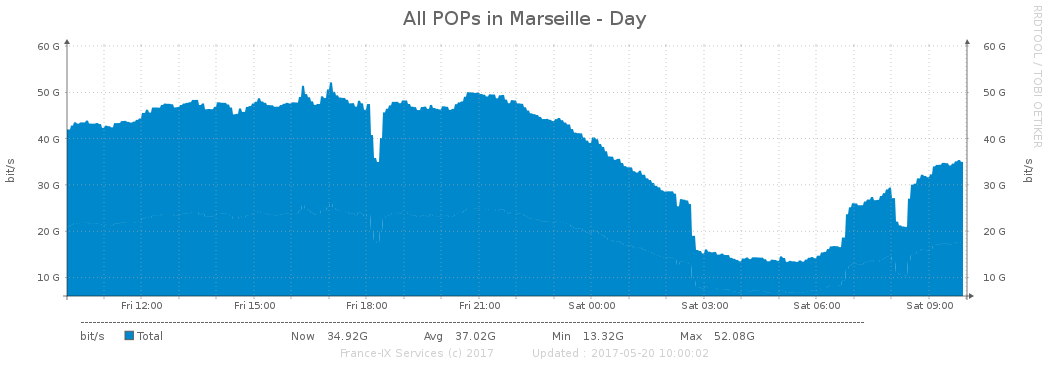 All POPs in Marseille - Day
RRDTOOL / TOBI OETIKER
60 G 60 G
50 G 50 G
40 G 40 G
30 G 30 G
20 G 20 G
10 G 10 G
bit/s bit/s
Fri 12:00 Fri 15:00 Fri 18:00 Fri 21:00 Sat 00:00 Sat 03:00 Sat 06:00 Sat 09:00
bit/s Total Now 34.92G Avg 37.02G Min 13.32G Max 52.08G
France-IX Services (c) 2017 Updated : 2017-05-20 10:00:02